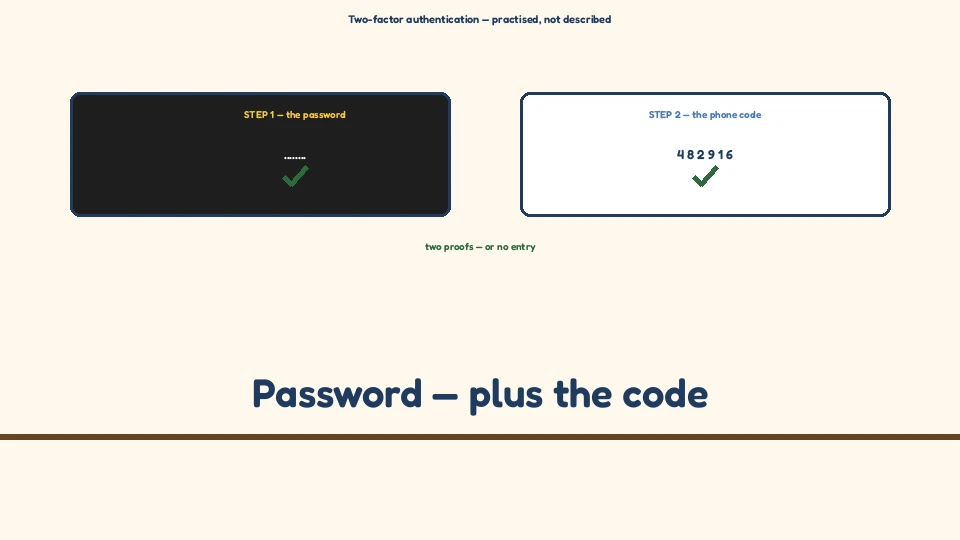 Two-factor authentication — practised, not described
STEP 1 — the password
········
STEP 2 — the phone code
482916
two proofs — or no entry
Password — plus the code